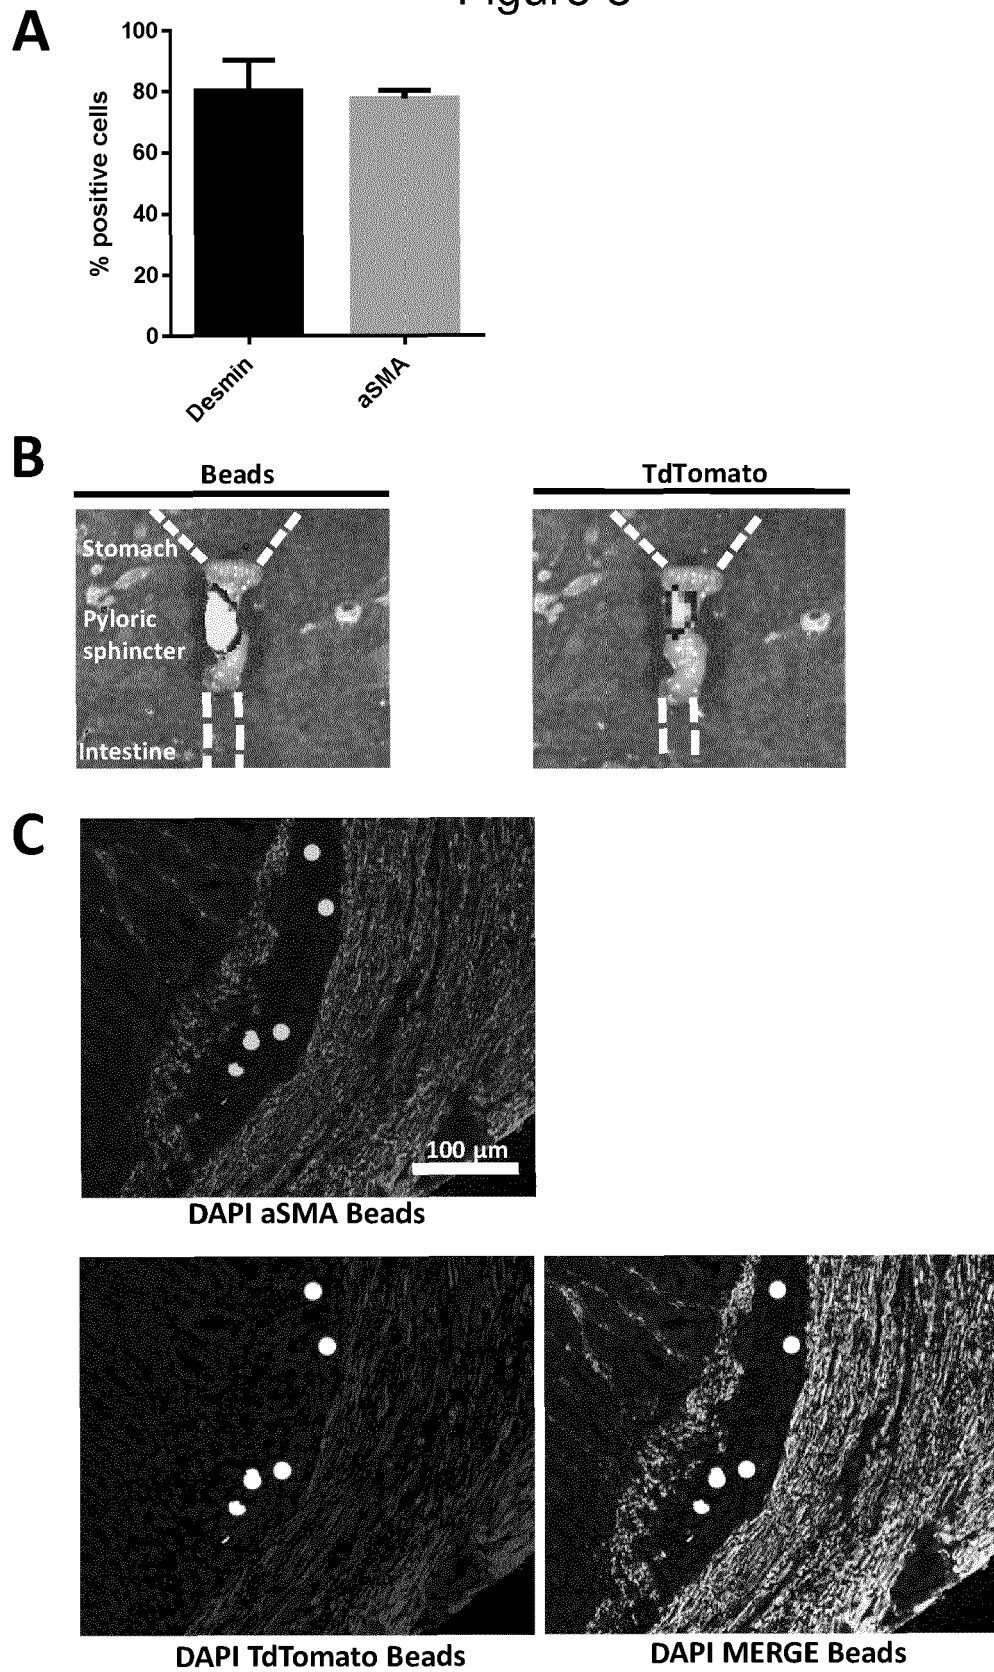 A
100
80
60
40
20
0
% positive cells
Desmin
aSMA
B
Beads
TdTomato
Stomach
Pyloric
sphincter
Intestine
C
100 µm
DAPI aSMA Beads
DAPI TdTomato Beads
DAPI MERGE Beads